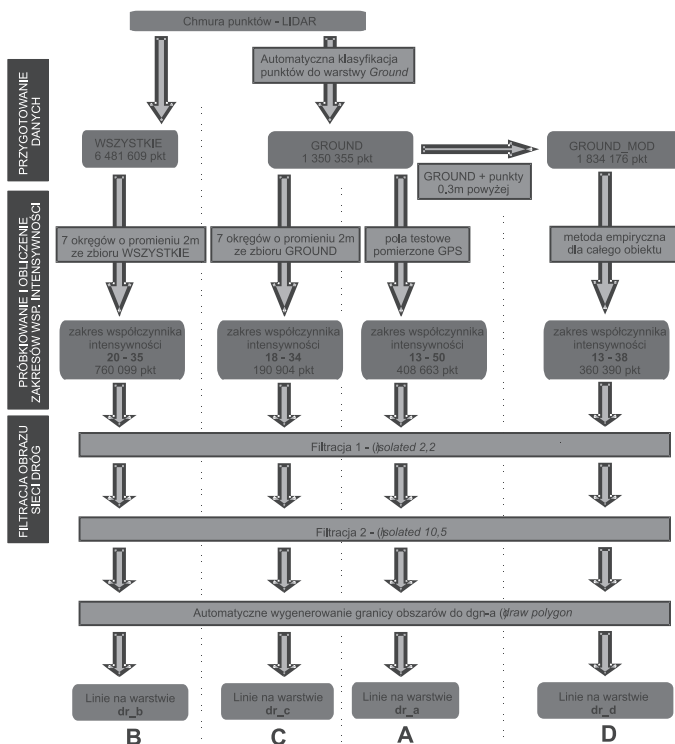 Chmura punktów - LIDAR
Automatyczna klasyfikacja
punktów do warstwy Ground
PRZYGOTOWANIE
DANYCH
WSZYSTKIE
6 481 609 pkt
GROUND
1 350 355 pkt
GROUND_MOD
1 834 176 pkt
GROUND + punkty
0,3m powyżej
PRÓBKOWANIE I OBLICZENIE
ZAKRESÓW WSP. INTENSYWNOŚCI
7 okręgów o promieniu 2m
ze zbioru WSZYSTKIE
7 okręgów o promieniu 2m
ze zbioru GROUND
pola testowe
pomierzone GPS
metoda empiryczna
dla całego obiektu
zakres współczynnika
intensywności
20 - 35
760 099 pkt
zakres współczynnika
intensywności
18 - 34
190 904 pkt
zakres współczynnika
intensywności
13 - 50
408 663 pkt
zakres współczynnika
intensywności
13 - 38
360 390 pkt
FILTRACJA OBRAZU
SIECI DRÓG
Filtracja 1 - (isolated 2,2
Filtracja 2 - (isolated 10,5
Automatyczne wygenerowanie granicy obszarów do dgn-a (draw polygon
Linie na warstwie
dr_b
Linie na warstwie
dr_c
Linie na warstwie
dr_a
Linie na warstwie
dr_d
B
C
A
D